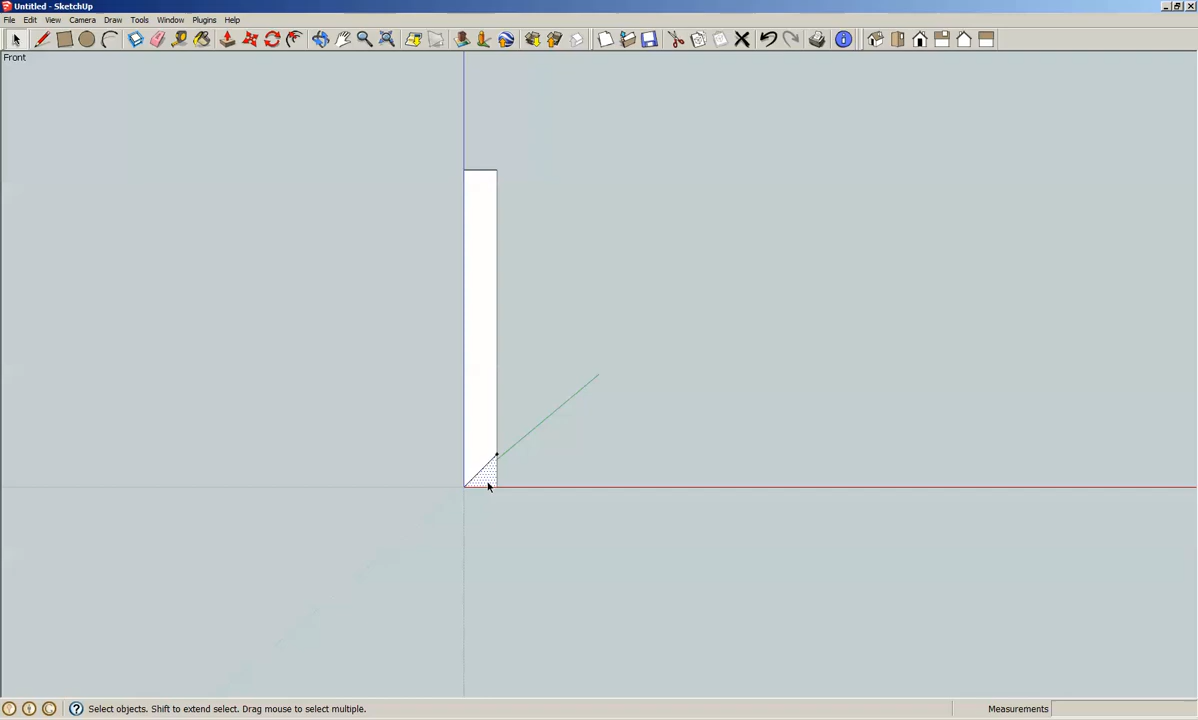 Untitled - SketchUp
File Edit View Camera Draw Tools Window Plugins Help
Front
Select objects. Shift to extend select. Drag mouse to select multiple.
Measurements